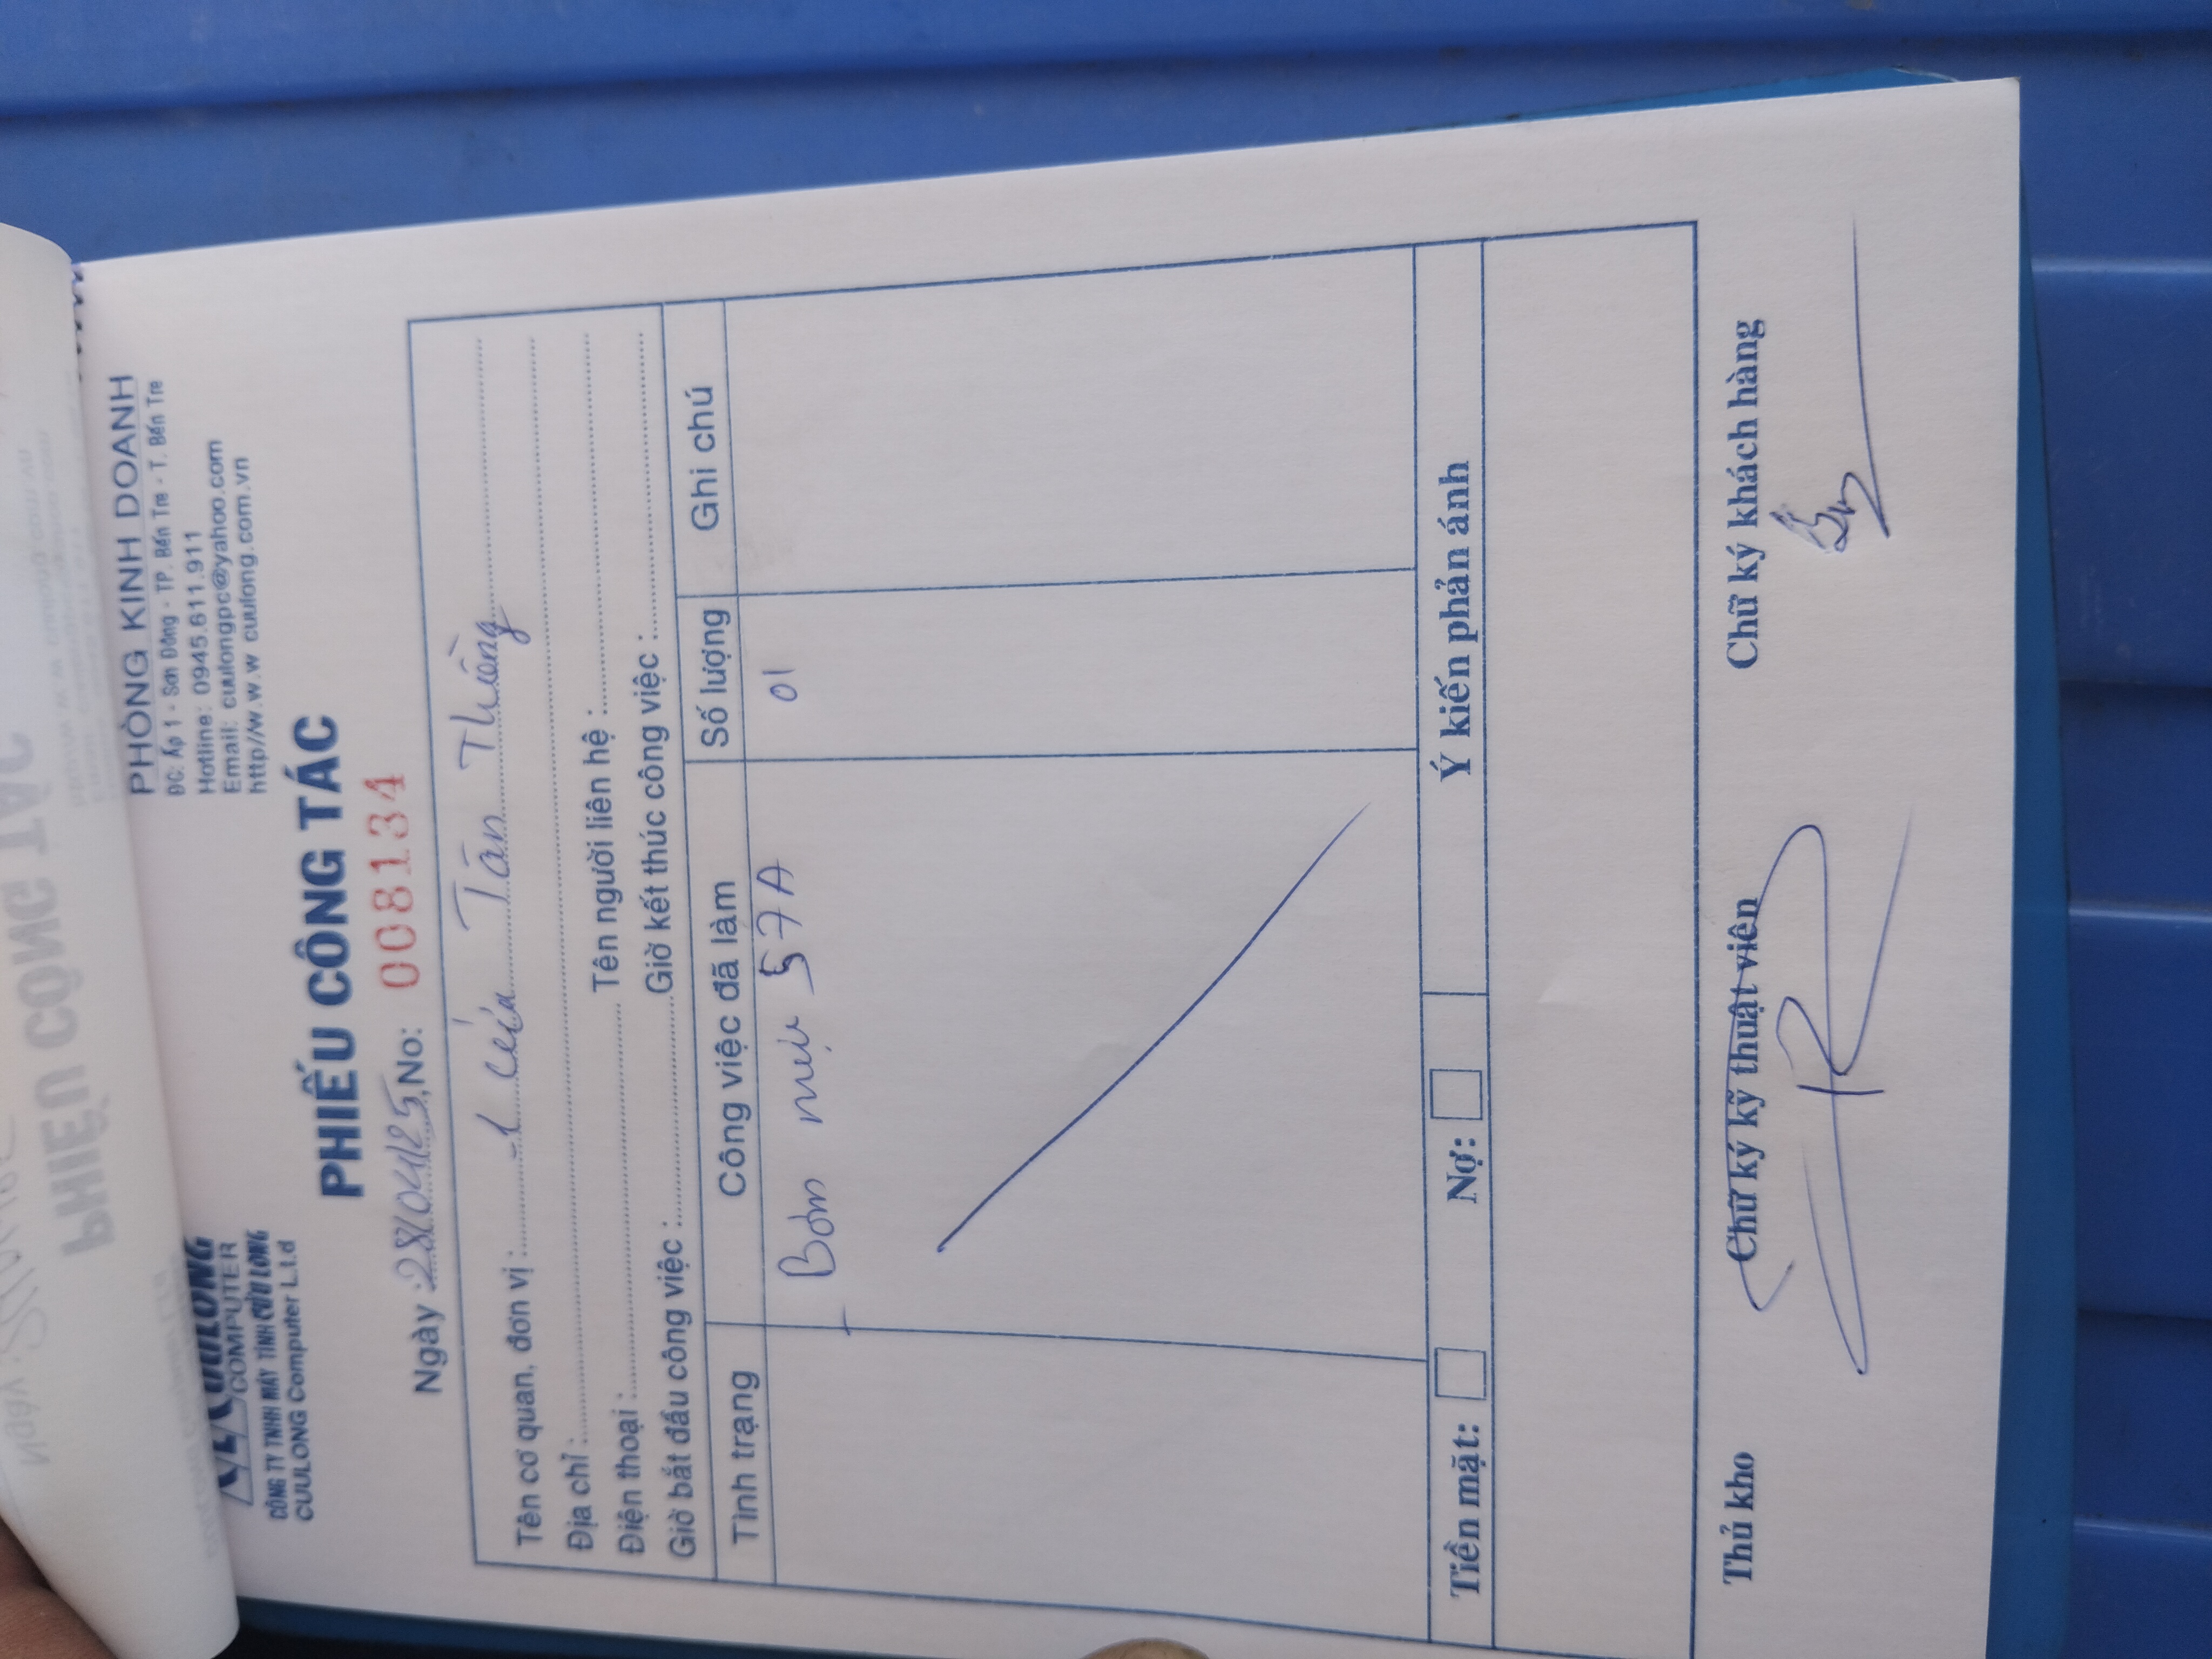 CUULONG
COMPUTER
CÔNG TY TNHH MÁY TÍNH CỬU LONG
CUULONG Computer L.t.d
PHÒNG KINH DOANH
ĐC: Ấp 1 - Sơn Đông - TP. Bến Tre - T. Bến Tre
Hotline: 0945.611.911
Email: cuulongpc@yahoo.com
http//w.w.w cuulong.com.vn
PHIẾU CÔNG TÁC
Ngày 28/04/25, No: 008134
Tên cơ quan, đơn vị: Tân Thông
Địa chỉ :
Điện thoại : Tên người liên hệ :
Giờ bắt đầu công việc : Giờ kết thúc công việc :
Tình trạng Công việc đã làm Số lượng Ghi chú
Bơm mực 57A 01
Tiền mặt: Nợ: Ý kiến phản ánh
Thủ kho Chữ ký kỹ thuật viên Chữ ký khách hàng